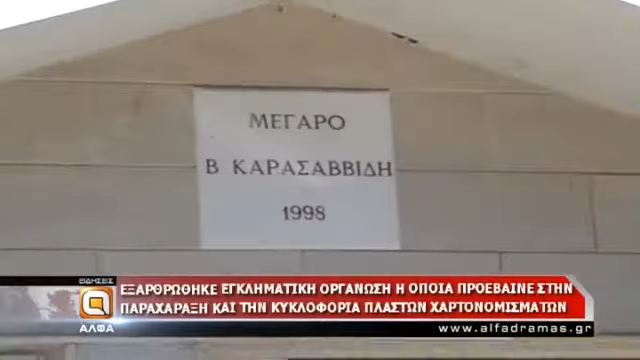 ΜΕΓΑΡΟ
Β ΚΑΡΑΣΑΒΒΙΔΗ
1998
ΕΙΔΗΣΕΙΣ
ΑΛΦΑ
ΕΞΑΡΘΡΩΘΗΚΕ ΕΓΚΛΗΜΑΤΙΚΗ ΟΡΓΑΝΩΣΗ Η ΟΠΟΙΑ ΠΡΟΕΒΑΙΝΕ ΣΤΗΝ
ΠΑΡΑΧΑΡΑΞΗ ΚΑΙ ΤΗΝ ΚΥΚΛΟΦΟΡΙΑ ΠΛΑΣΤΩΝ ΧΑΡΤΟΝΟΜΙΣΜΑΤΩΝ
www.alfadramas.gr